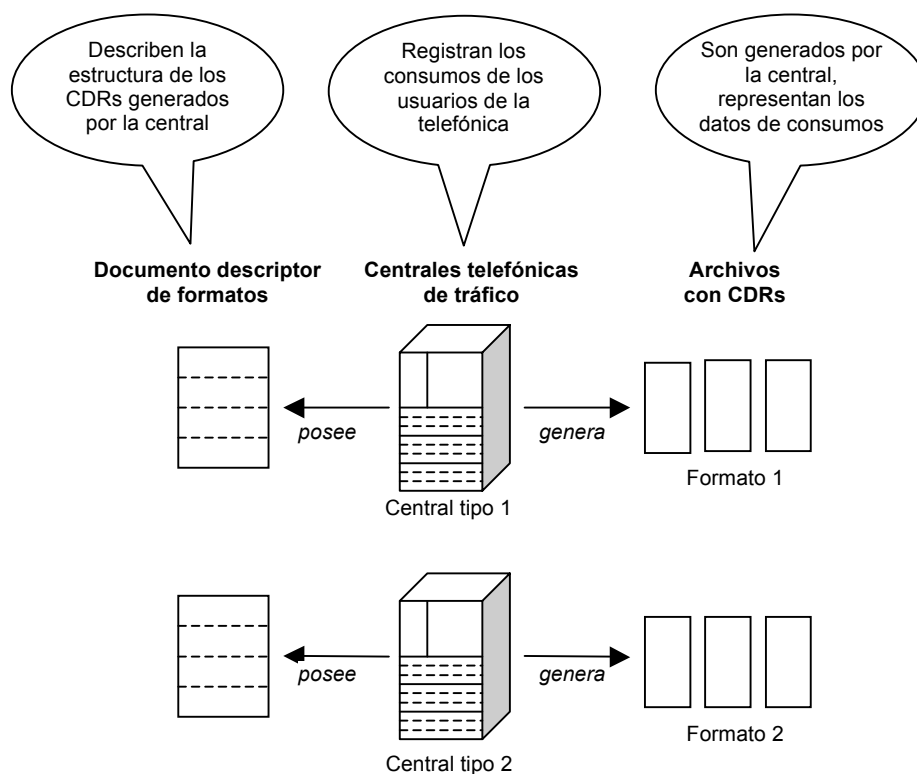 Describen la
estructura de los
CDRs generados
por la central
Registran los
consumos de los
usuarios de la
telefónica
Son generados por
la central,
representan los
datos de consumos
Documento descriptor
de formatos
Centrales telefónicas
de tráfico
Archivos
con CDRs
posee
genera
Central tipo 1
Formato 1
posee
genera
Central tipo 2
Formato 2